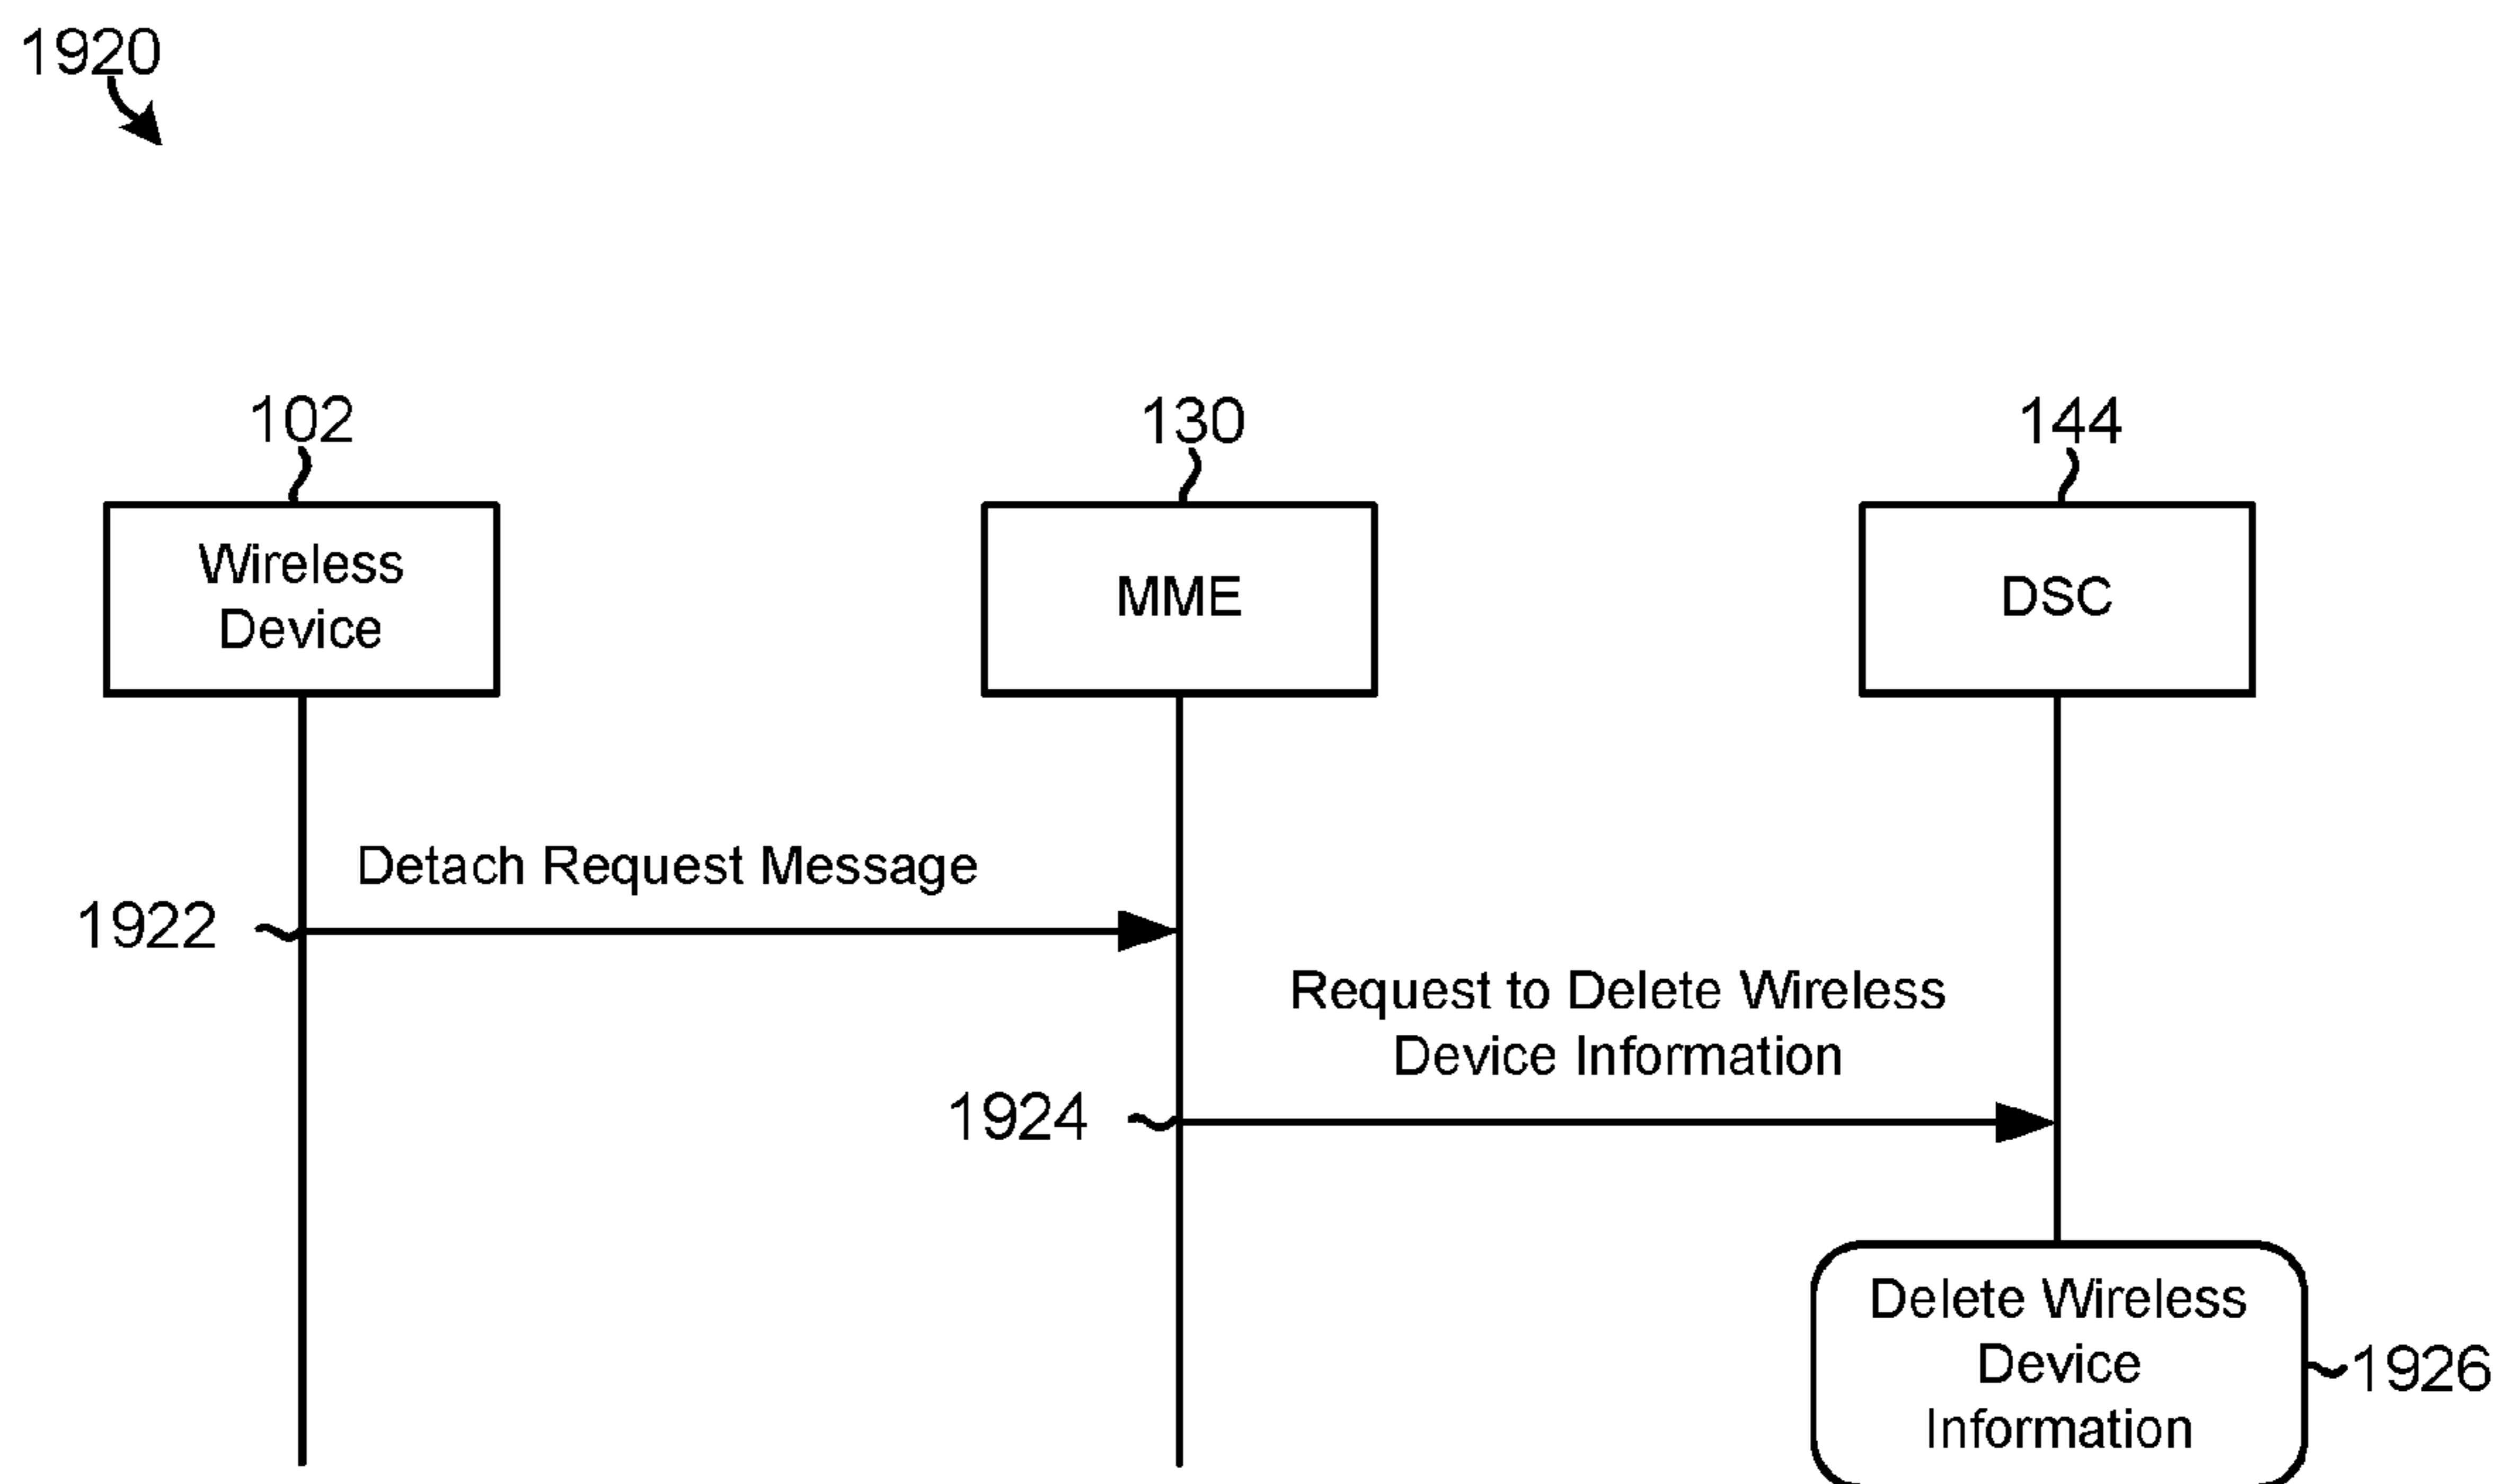 1920
102
130
144
Wireless
Device
MME
DSC
Detach Request Message
1922
Request to Delete Wireless
Device Information
1924
Delete Wireless
Device
Information
1926